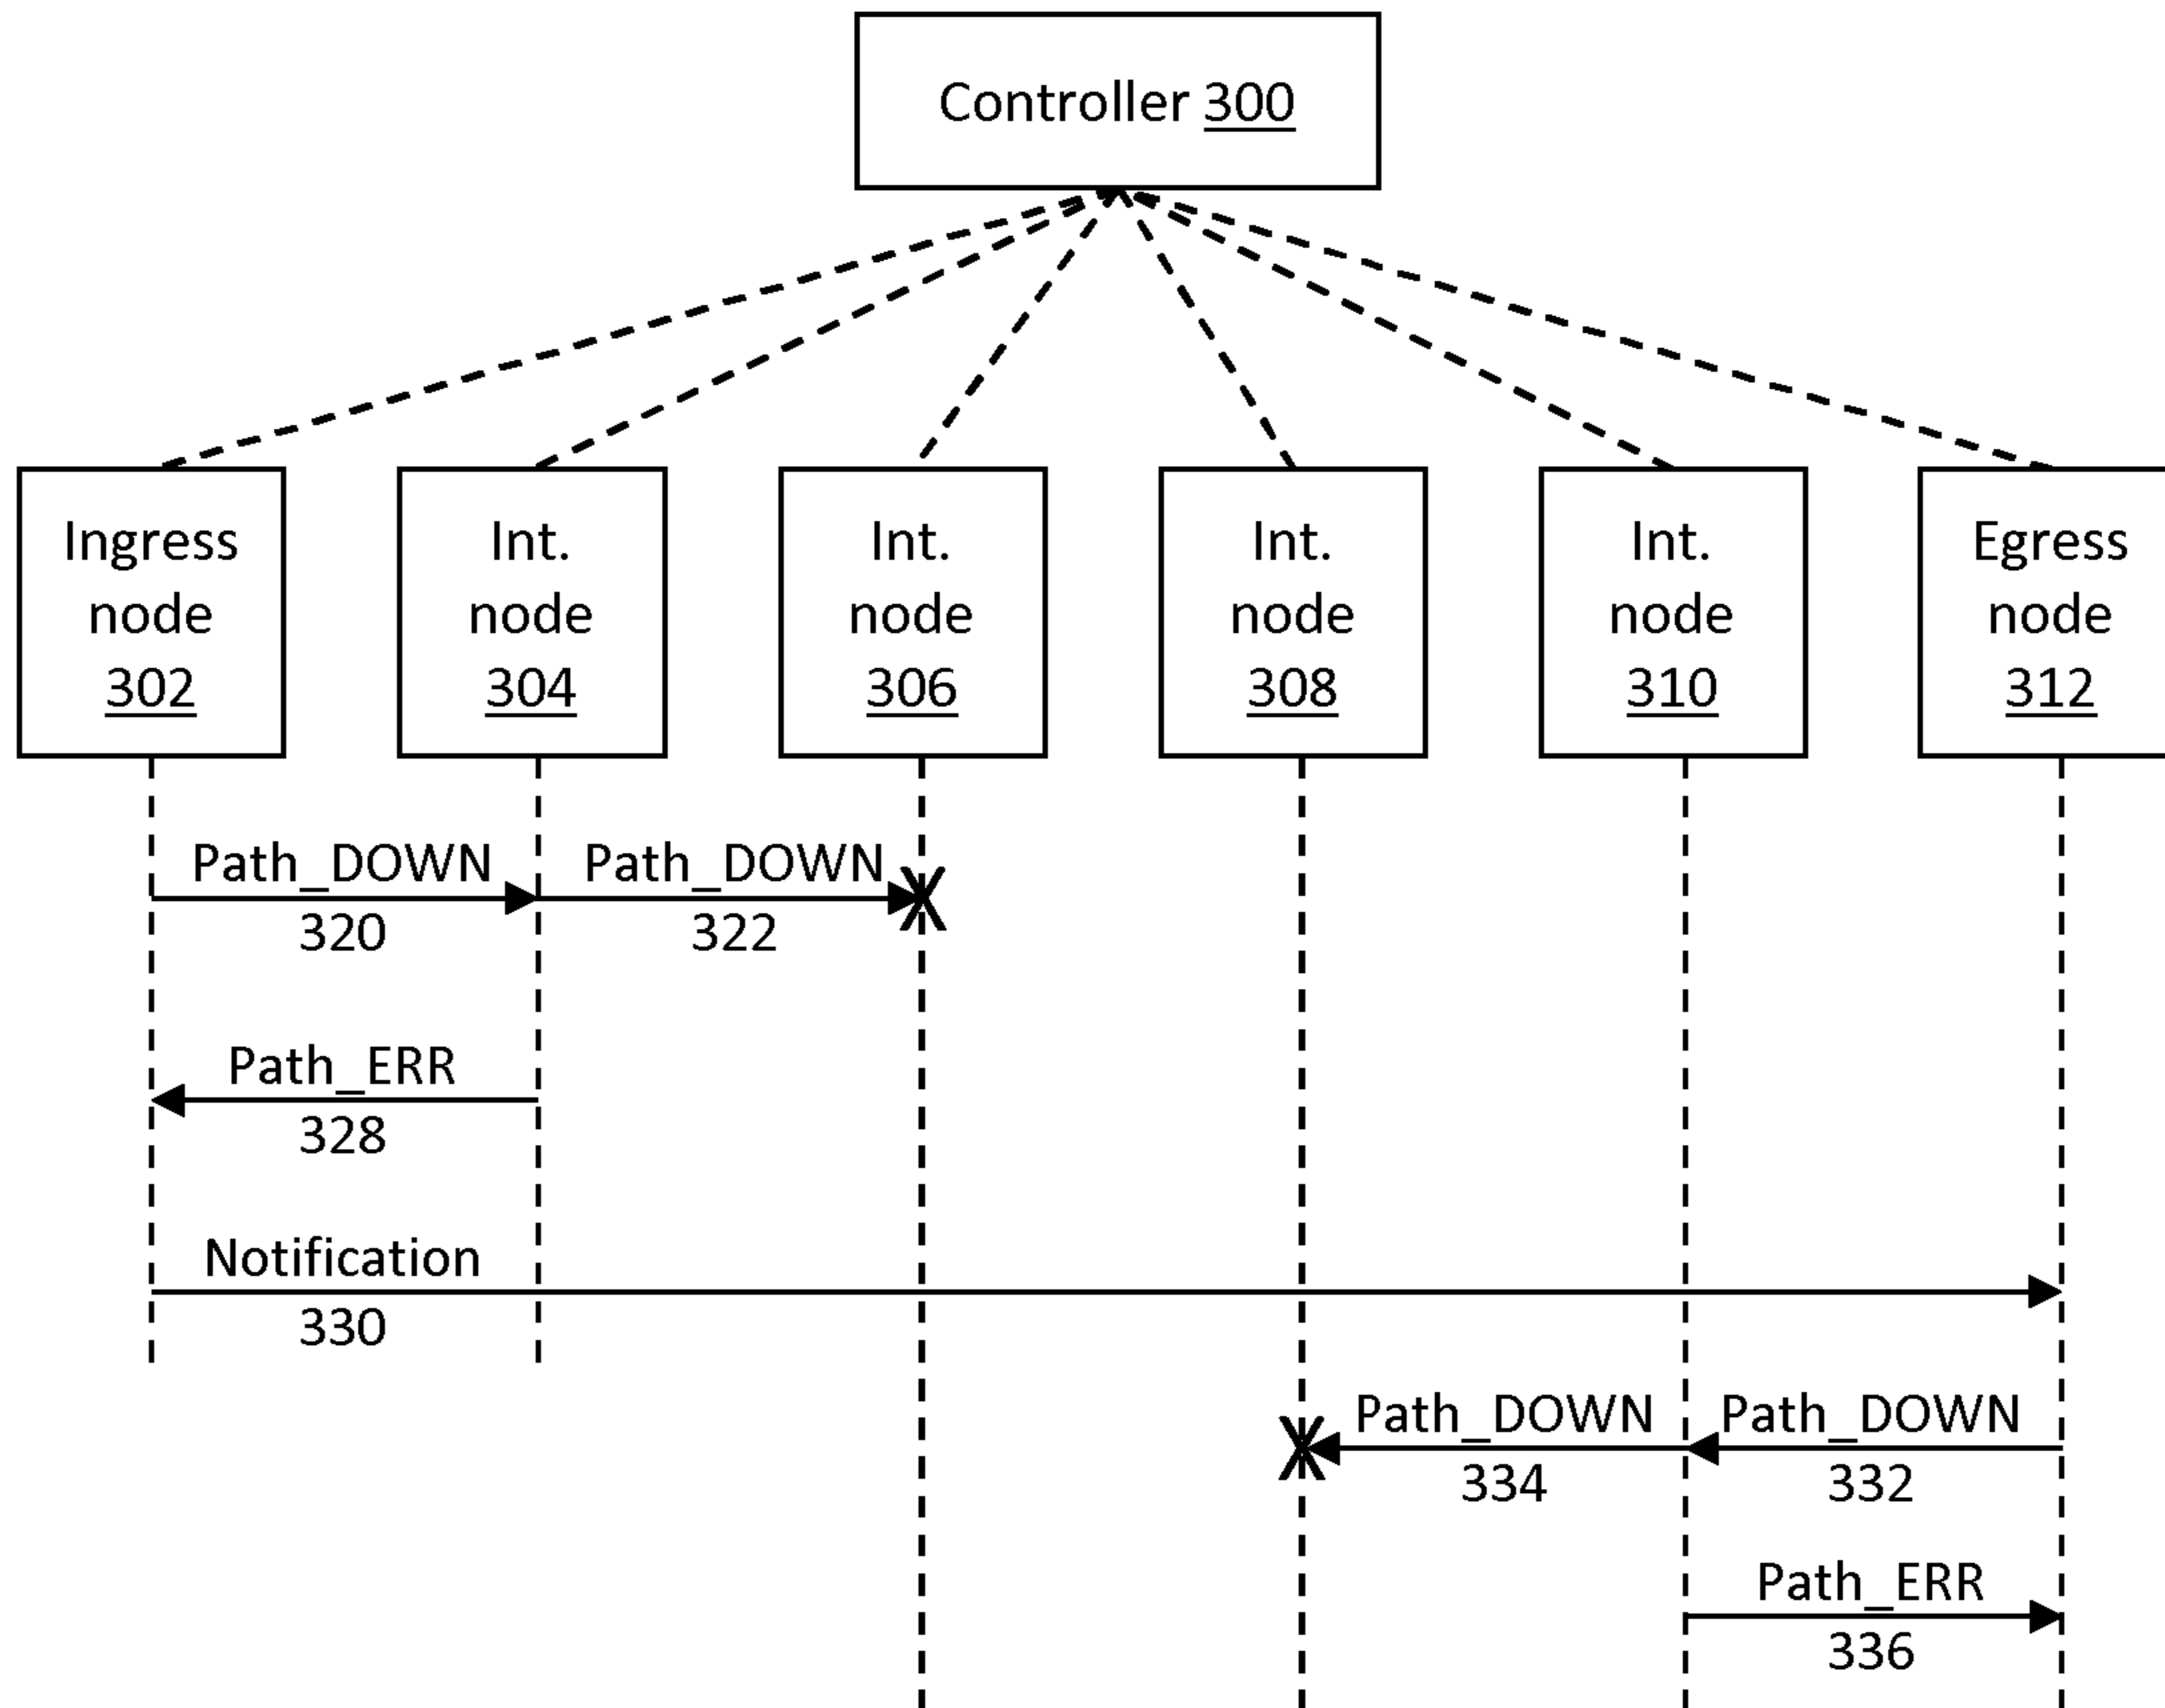 Controller 300
Ingress
node
302
Int.
node
304
Int.
node
306
Int.
node
308
Int.
node
310
Egress
node
312
Path_DOWN
320
Path_DOWN
322
X
Path_ERR
328
Notification
330
X
Path_DOWN
334
Path_DOWN
332
Path_ERR
336